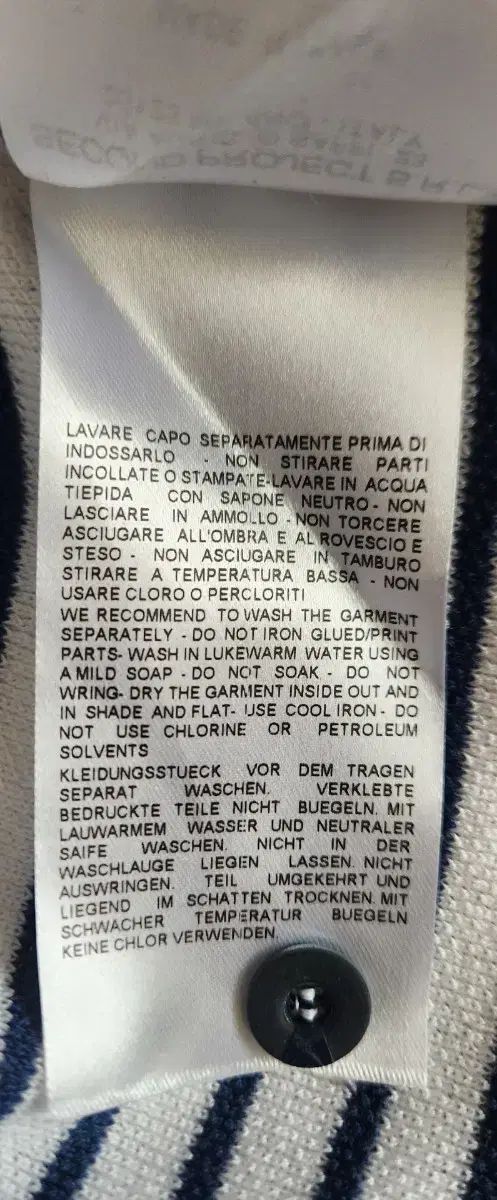 SECOND PROJECT S.R.L.
LAVARE CAPO SEPARATAMENTE PRIMA DI
INDOSSARLO - NON STIRARE PARTI
INCOLLATE O STAMPATE-LAVARE IN ACQUA
TIEPIDA CON SAPONE NEUTRO - NON
LASCIARE IN AMMOLLO - NON TORCERE
ASCIUGARE ALL'OMBRA E AL ROVESCIO E
STESO - NON ASCIUGARE IN TAMBURO
STIRARE A TEMPERATURA BASSA - NON
USARE CLORO O PERCLORITI
WE RECOMMEND TO WASH THE GARMENT
SEPARATELY - DO NOT IRON GLUED/PRINT
PARTS- WASH IN LUKEWARM WATER USING
A MILD SOAP - DO NOT SOAK - DO NOT
WRING- DRY THE GARMENT INSIDE OUT AND
IN SHADE AND FLAT- USE COOL IRON - DO
NOT USE CHLORINE OR PETROLEUM
SOLVENTS
KLEIDUNGSSTUECK VOR DEM TRAGEN
SEPARAT WASCHEN. VERKLEBTE
BEDRUCKTE TEILE NICHT BUEGELN. MIT
LAUWARMEM WASSER UND NEUTRALER
SAIFE WASCHEN. NICHT IN DER
WASCHLAUGE LIEGEN LASSEN. NICHT
AUSWRINGEN. TEIL UMGEKEHRT UND
LIEGEND IM SCHATTEN TROCKNEN. MIT
SCHWACHER TEMPERATUR BUEGELN
KEINE CHLOR VERWENDEN.